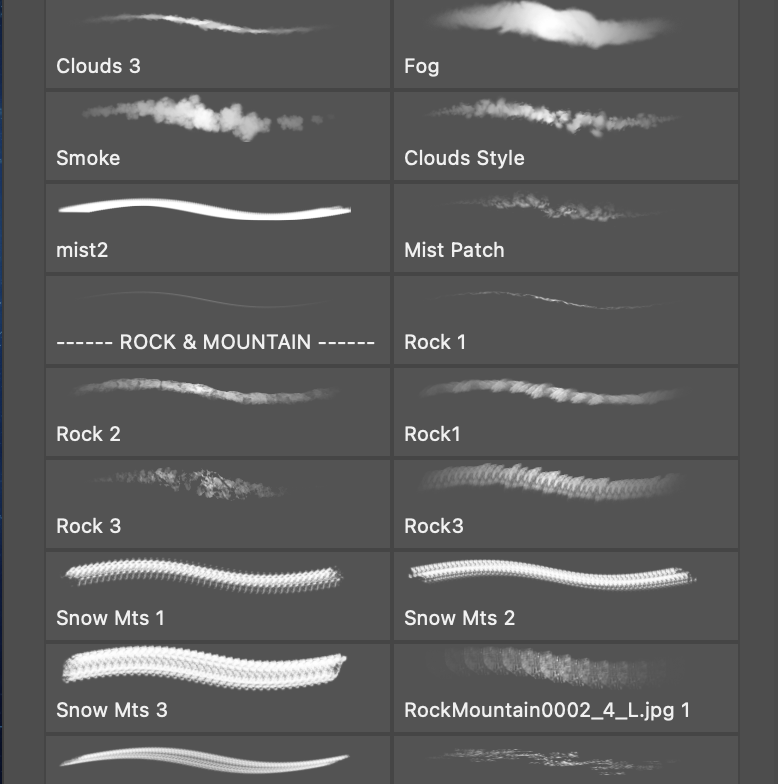 Clouds 3
Fog
Smoke
Clouds Style
mist2
Mist Patch
------ ROCK & MOUNTAIN ------
Rock 1
Rock 2
Rock1
Rock 3
Rock3
Snow Mts 1
Snow Mts 2
Snow Mts 3
RockMountain0002_4_L.jpg 1